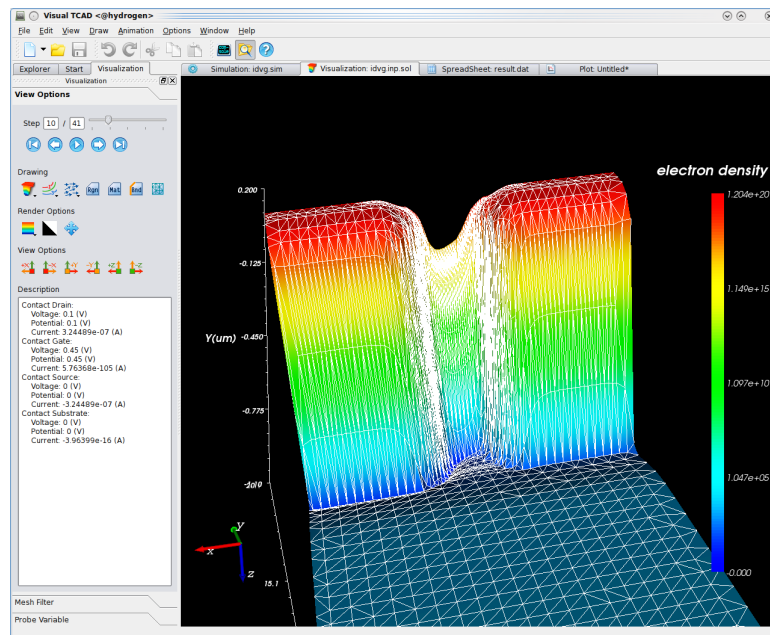 Visual TCAD <@hydrogen>
File Edit View Draw Animation Options Window Help
Explorer Start Visualization
Simulation: idvg.sim Visualization: idvg.inp.sol SpreadSheet: result.dat Plot: Untitled*
Visualization
View Options
Step 10 / 41
Drawing
Rgn Mat Bnd
Render Options
View Options
+X -X +Y -Y +Z -Z
Description
Contact Drain:
Voltage: 0.1 (V)
Potential: 0.1 (V)
Current: 3.24489e-07 (A)
Contact Gate:
Voltage: 0.45 (V)
Potential: 0.45 (V)
Current: 5.76368e-105 (A)
Contact Source:
Voltage: 0 (V)
Potential: 0 (V)
Current: -3.24489e-07 (A)
Contact Substrate:
Voltage: 0 (V)
Potential: 0 (V)
Current: -3.96399e-16 (A)
Mesh Filter
Probe Variable
electron density
1.204e+20
1.149e+15
1.097e+10
1.047e+05
-0.000
0.200
-0.125
Y(um) -0.450
-0.775
15.1
x
y
z